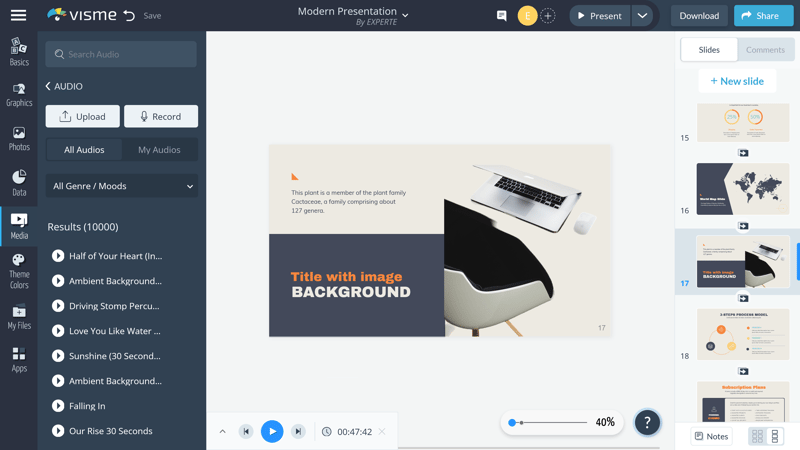 visme
Save
Modern Presentation
By EXPERTE
E
Present
Download
Share
Basics
Graphics
Photos
Data
Media
Theme
Colors
My Files
Apps
Search Audio
AUDIO
Upload
Record
All Audios
My Audios
All Genre / Moods
Results (10000)
Half of Your Heart (In...
Ambient Background...
Driving Stomp Percu...
Love You Like Water ...
Sunshine (30 Second...
Ambient Background...
Falling In
Our Rise 30 Seconds
This plant is a member of the plant family
Cactaceae, a family comprising about
127 genera.
Title with image
BACKGROUND
17
00:47:42
40%
?
Slides
Comments
+ New slide
15
16
World Map Slide
17
Title with image
BACKGROUND
18
3-STEPS PROCESS MODEL
Subscription Plans
Notes